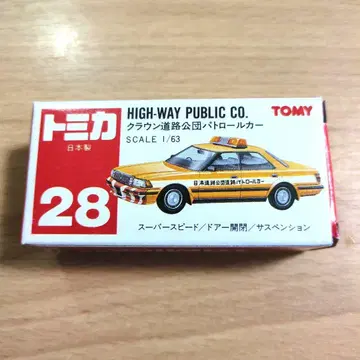 トミカ
日本製
28
HIGH-WAY PUBLIC CO.
クラウン道路公団パトロールカー
SCALE 1/63
TOMY
日本道路公団道路パトロールカー
スーパースピード/ドアー開閉/サスペンション